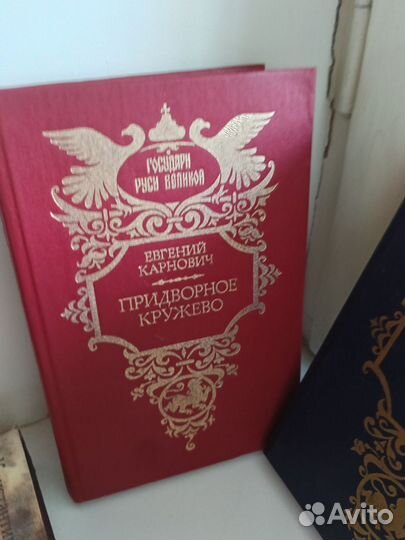 ГОСУДАРИ
РУСИ ВЕЛИКОЙ
ЕВГЕНИЙ
КАРНОВИЧ
ПРИДВОРНОЕ
КРУЖЕВО
Avito